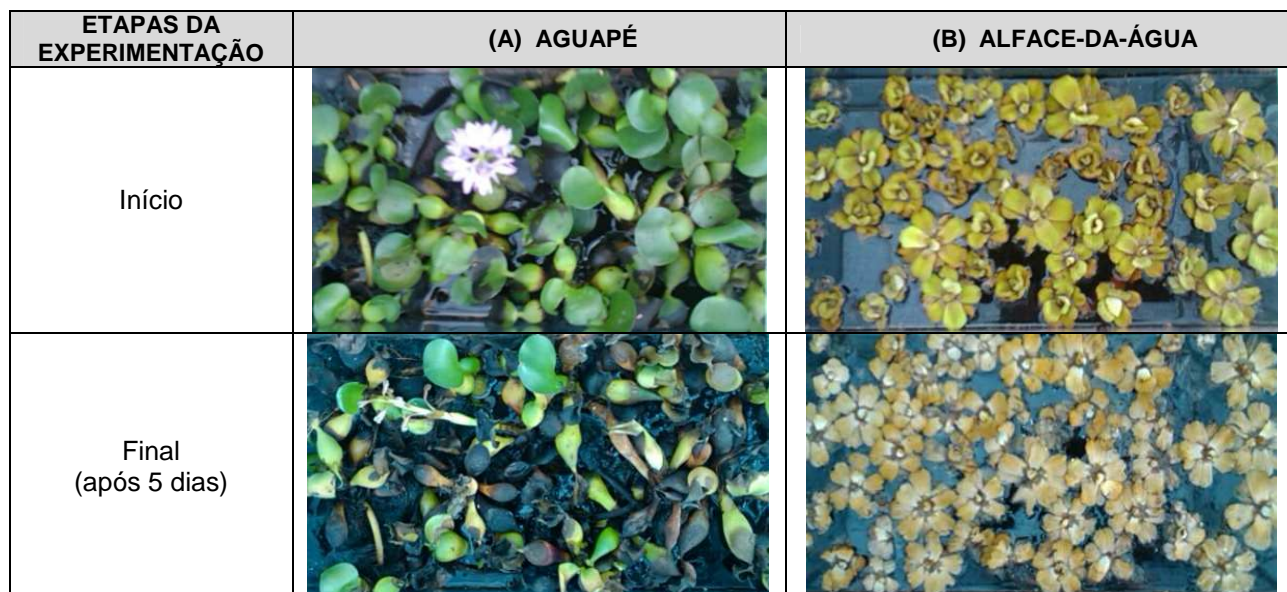 ETAPAS DA
EXPERIMENTAÇÃO
(A) AGUAPÉ
(B) ALFACE-DA-ÁGUA
Início
Final
(após 5 dias)